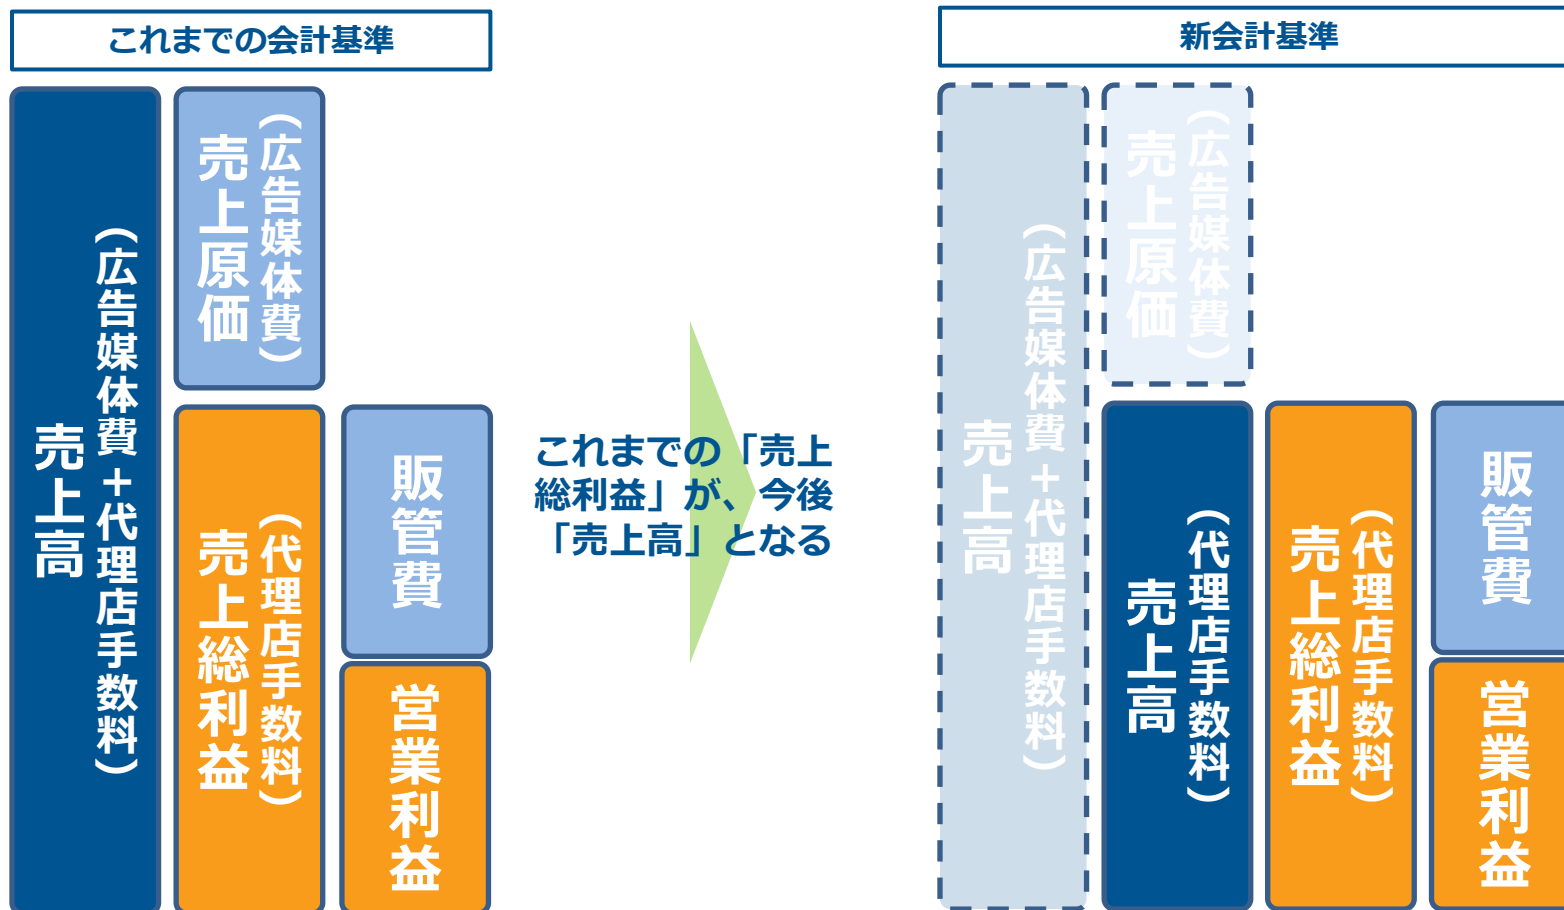 これまでの会計基準
売上高
（広告媒体費＋代理店手数料）
売上原価
（広告媒体費）
売上総利益
（代理店手数料）
販管費
営業利益
これまでの「売上
総利益」が、今後
「売上高」となる
新会計基準
売上高
（広告媒体費＋代理店手数料）
売上原価
（広告媒体費）
売上高
（代理店手数料）
売上総利益
（代理店手数料）
販管費
営業利益